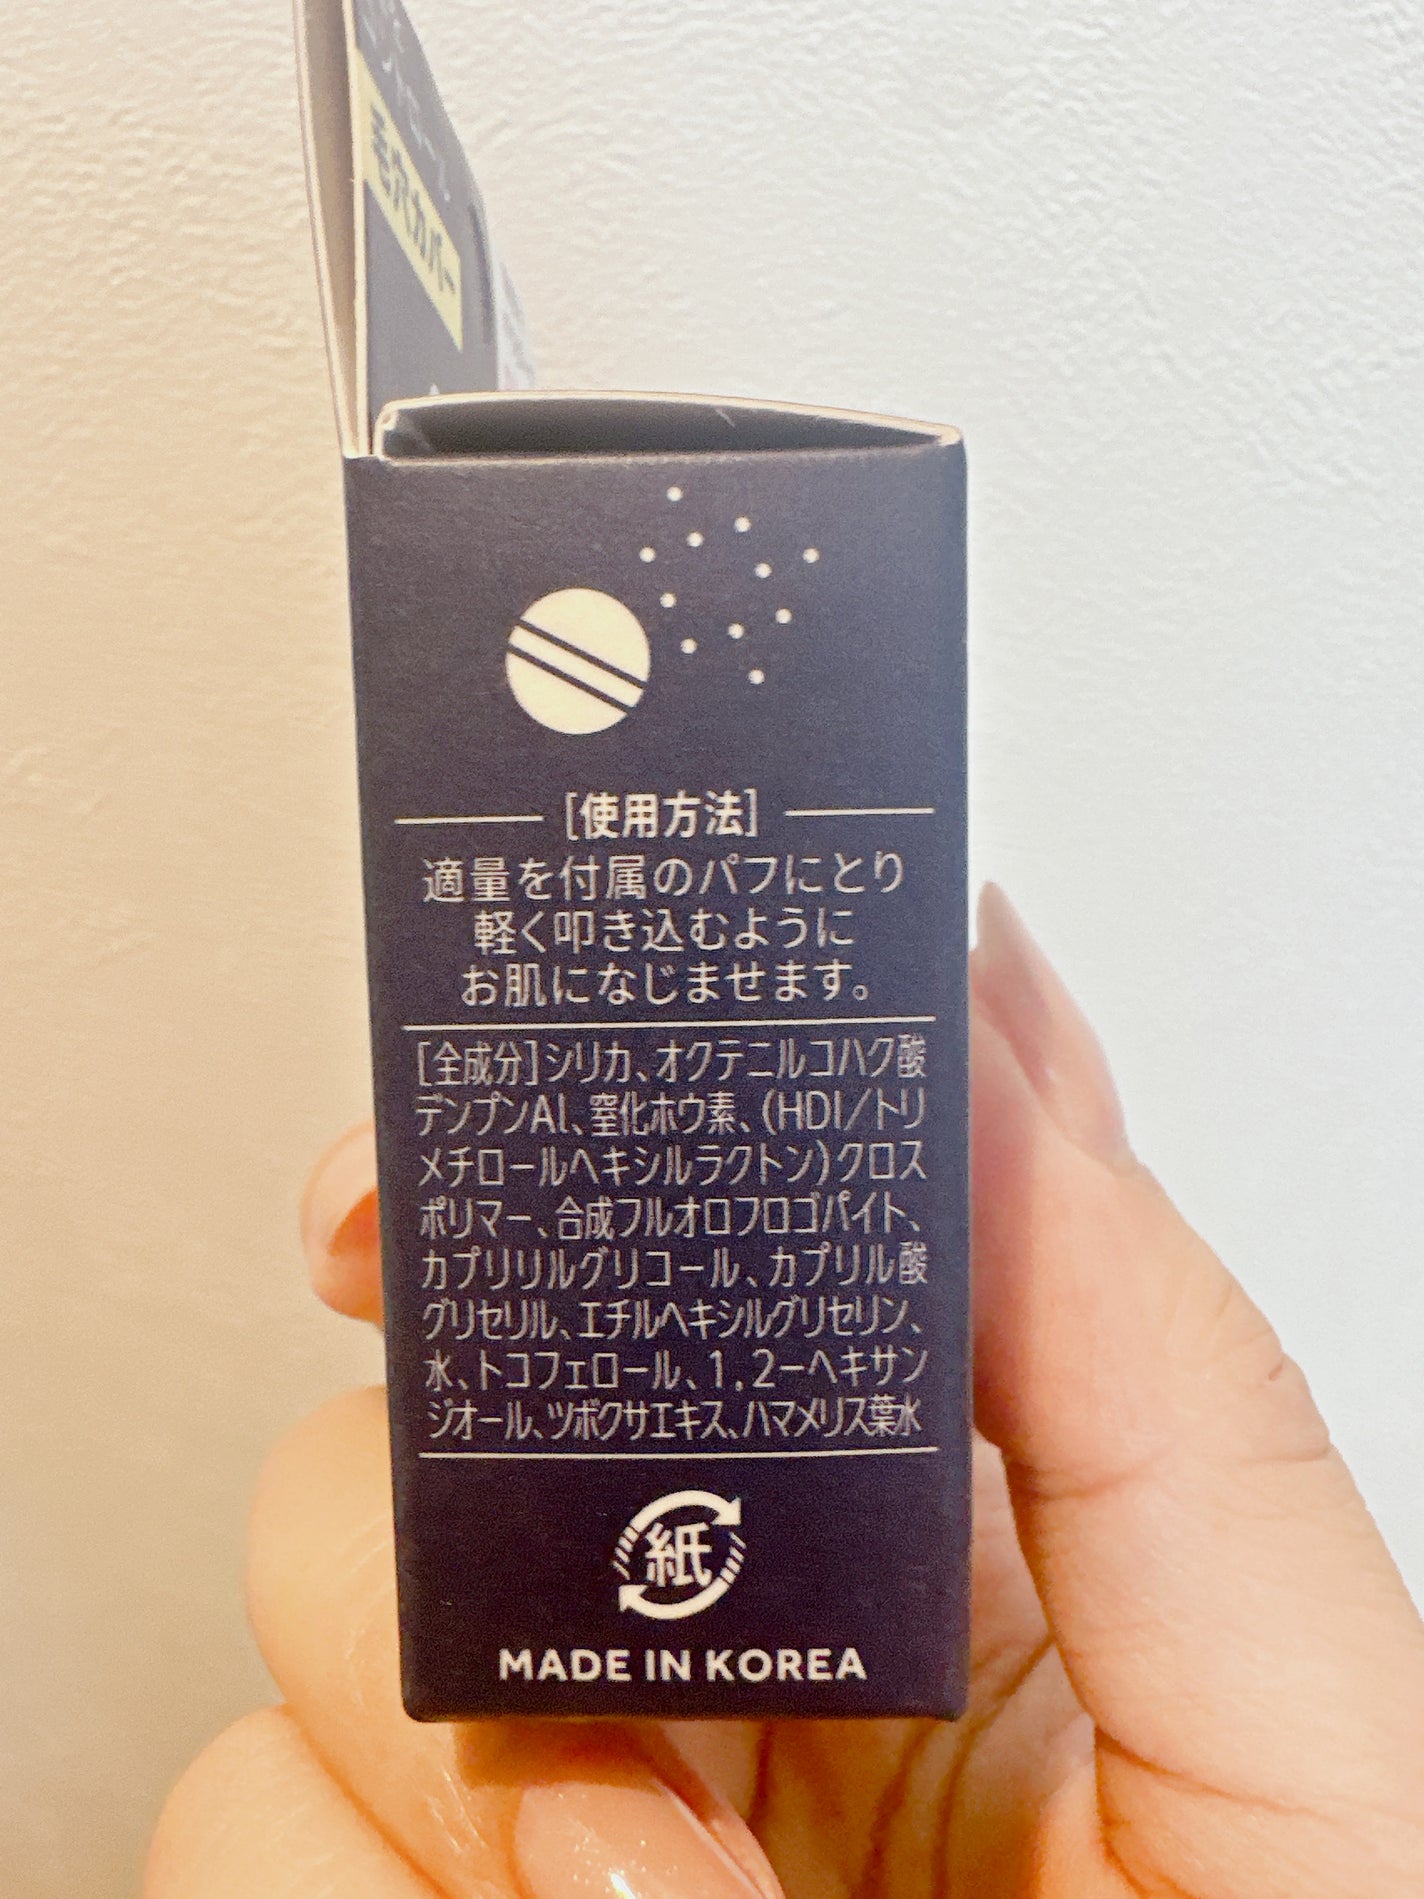 毛穴カバー
[使用方法]
適量を付属のパフにとり
軽く叩き込むように
お肌になじませます。
[全成分]シリカ、オクテニルコハク酸
デンプンAl、窒化ホウ素、(HDI/トリ
メチロールヘキシルラクトン)クロス
ポリマー、合成フルオロフロゴパイト、
カプリリルグリコール、カプリル酸
グリセリル、エチルヘキシルグリセリン、
水、トコフェロール、1,2-ヘキサン
ジオール、ツボクサエキス、ハマメリス葉水
紙
MADE IN KOREA